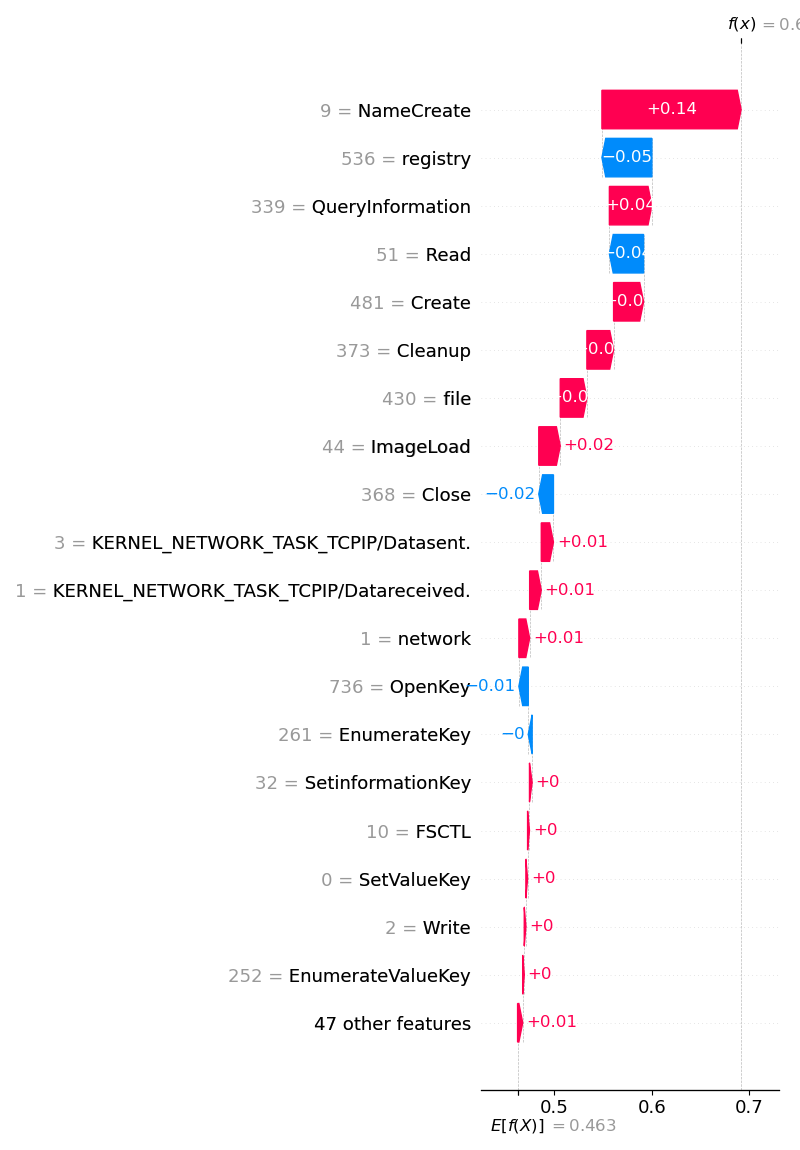 f(x) = 0.6
9 = NameCreate +0.14
536 = registry −0.05
339 = QueryInformation +0.04
51 = Read −0.04
481 = Create
373 = Cleanup
430 = file
44 = ImageLoad +0.02
368 = Close −0.02
3 = KERNEL_NETWORK_TASK_TCPIP/Datasent. +0.01
1 = KERNEL_NETWORK_TASK_TCPIP/Datareceived. +0.01
1 = network +0.01
736 = OpenKey −0.01
261 = EnumerateKey −0
32 = SetinformationKey +0
10 = FSCTL +0
0 = SetValueKey +0
2 = Write +0
252 = EnumerateValueKey +0
47 other features +0.01
0.5 0.6 0.7
E[f(X)] = 0.463